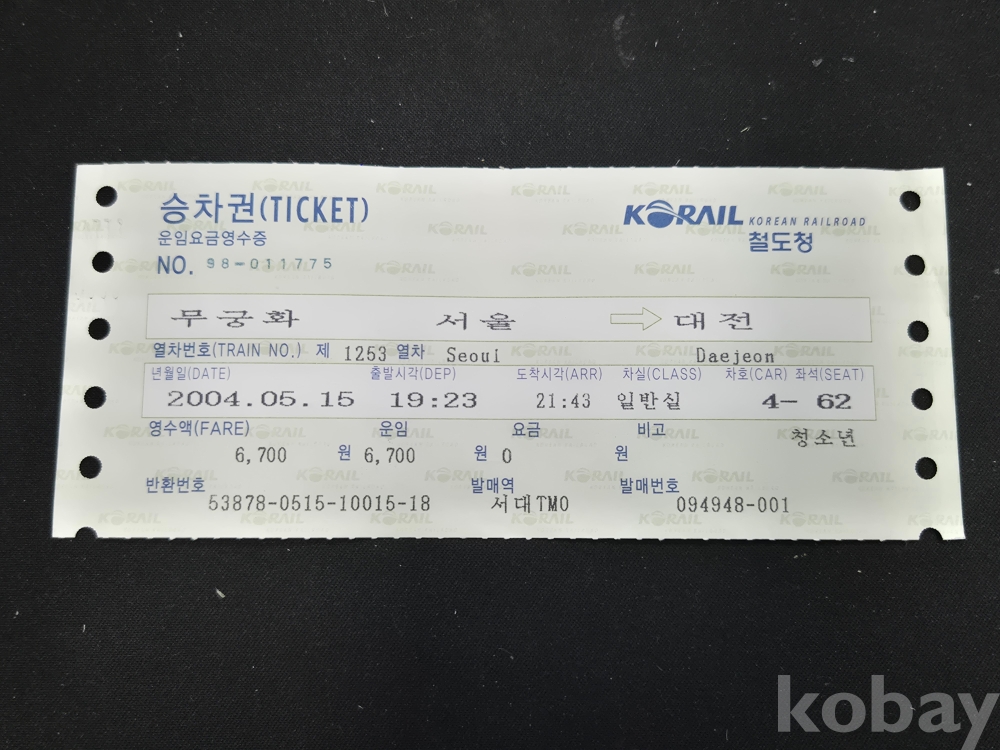 승차권(TICKET)
KORAIL KOREAN RAILROAD
운임요금영수증
철도청
NO. 98-011775
무궁화 서울 대전
열차번호(TRAIN NO.) 제 1253 열차 Seoul Daejeon
년월일(DATE) 출발시각(DEP) 도착시각(ARR) 차실(CLASS) 차호(CAR) 좌석(SEAT)
2004.05.15 19:23 21:43 일반실 4- 62
영수액(FARE) 운임 요금 비고 청소년
6,700 원 6,700 원 0 원
반환번호 53878-0515-10015-18 발매역 서대TMO 발매번호 094948-001
kobay